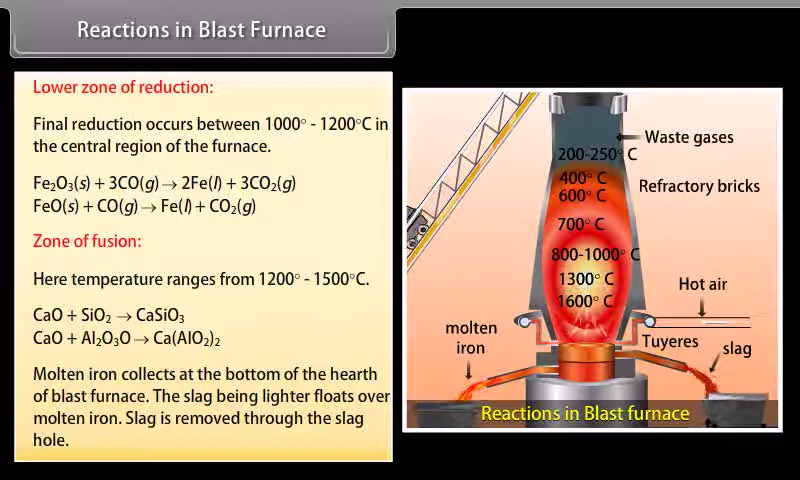 Reactions in Blast Furnace
Lower zone of reduction:
Final reduction occurs between 1000° - 1200°C in
the central region of the furnace.
Fe₂O₃(s) + 3CO(g) → 2Fe(l) + 3CO₂(g)
FeO(s) + CO(g) → Fe(l) + CO₂(g)
Zone of fusion:
Here temperature ranges from 1200° - 1500°C.
CaO + SiO₂ → CaSiO₃
CaO + Al₂O₃O → Ca(AlO₂)₂
Molten iron collects at the bottom of the hearth
of blast furnace. The slag being lighter floats over
molten iron. Slag is removed through the slag
hole.
Waste gases
200-250° C
400° C
Refractory bricks
600° C
700° C
800-1000° C
1300° C
Hot air
1600° C
molten
iron
Tuyeres
slag
Reactions in Blast furnace